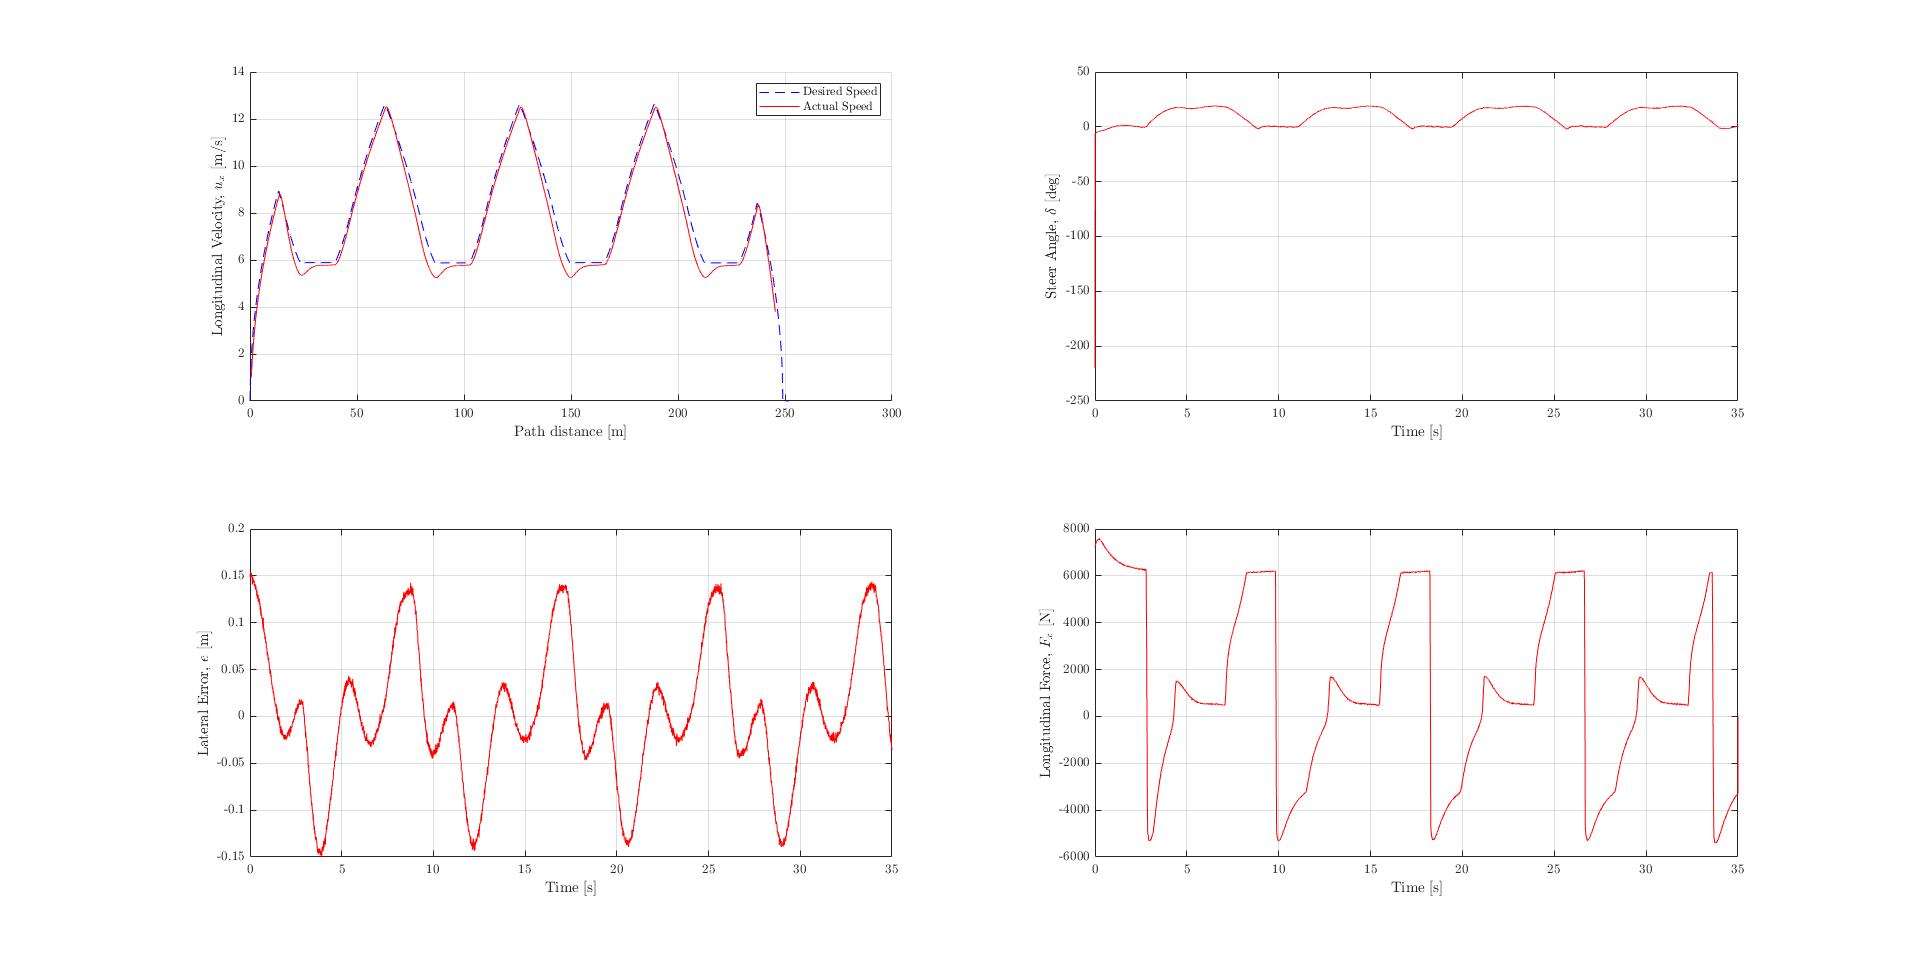 14
12
10
8
6
4
2
0
0 50 100 150 200 250 300
Longitudinal Velocity, uₓ [m/s]
Path distance [m]
Desired Speed
Actual Speed
50
0
-50
-100
-150
-200
-250
0 5 10 15 20 25 30 35
Steer Angle, δ [deg]
Time [s]
0.2
0.15
0.1
0.05
0
-0.05
-0.1
-0.15
0 5 10 15 20 25 30 35
Lateral Error, e [m]
Time [s]
8000
6000
4000
2000
0
-2000
-4000
-6000
0 5 10 15 20 25 30 35
Longitudinal Force, Fₓ [N]
Time [s]